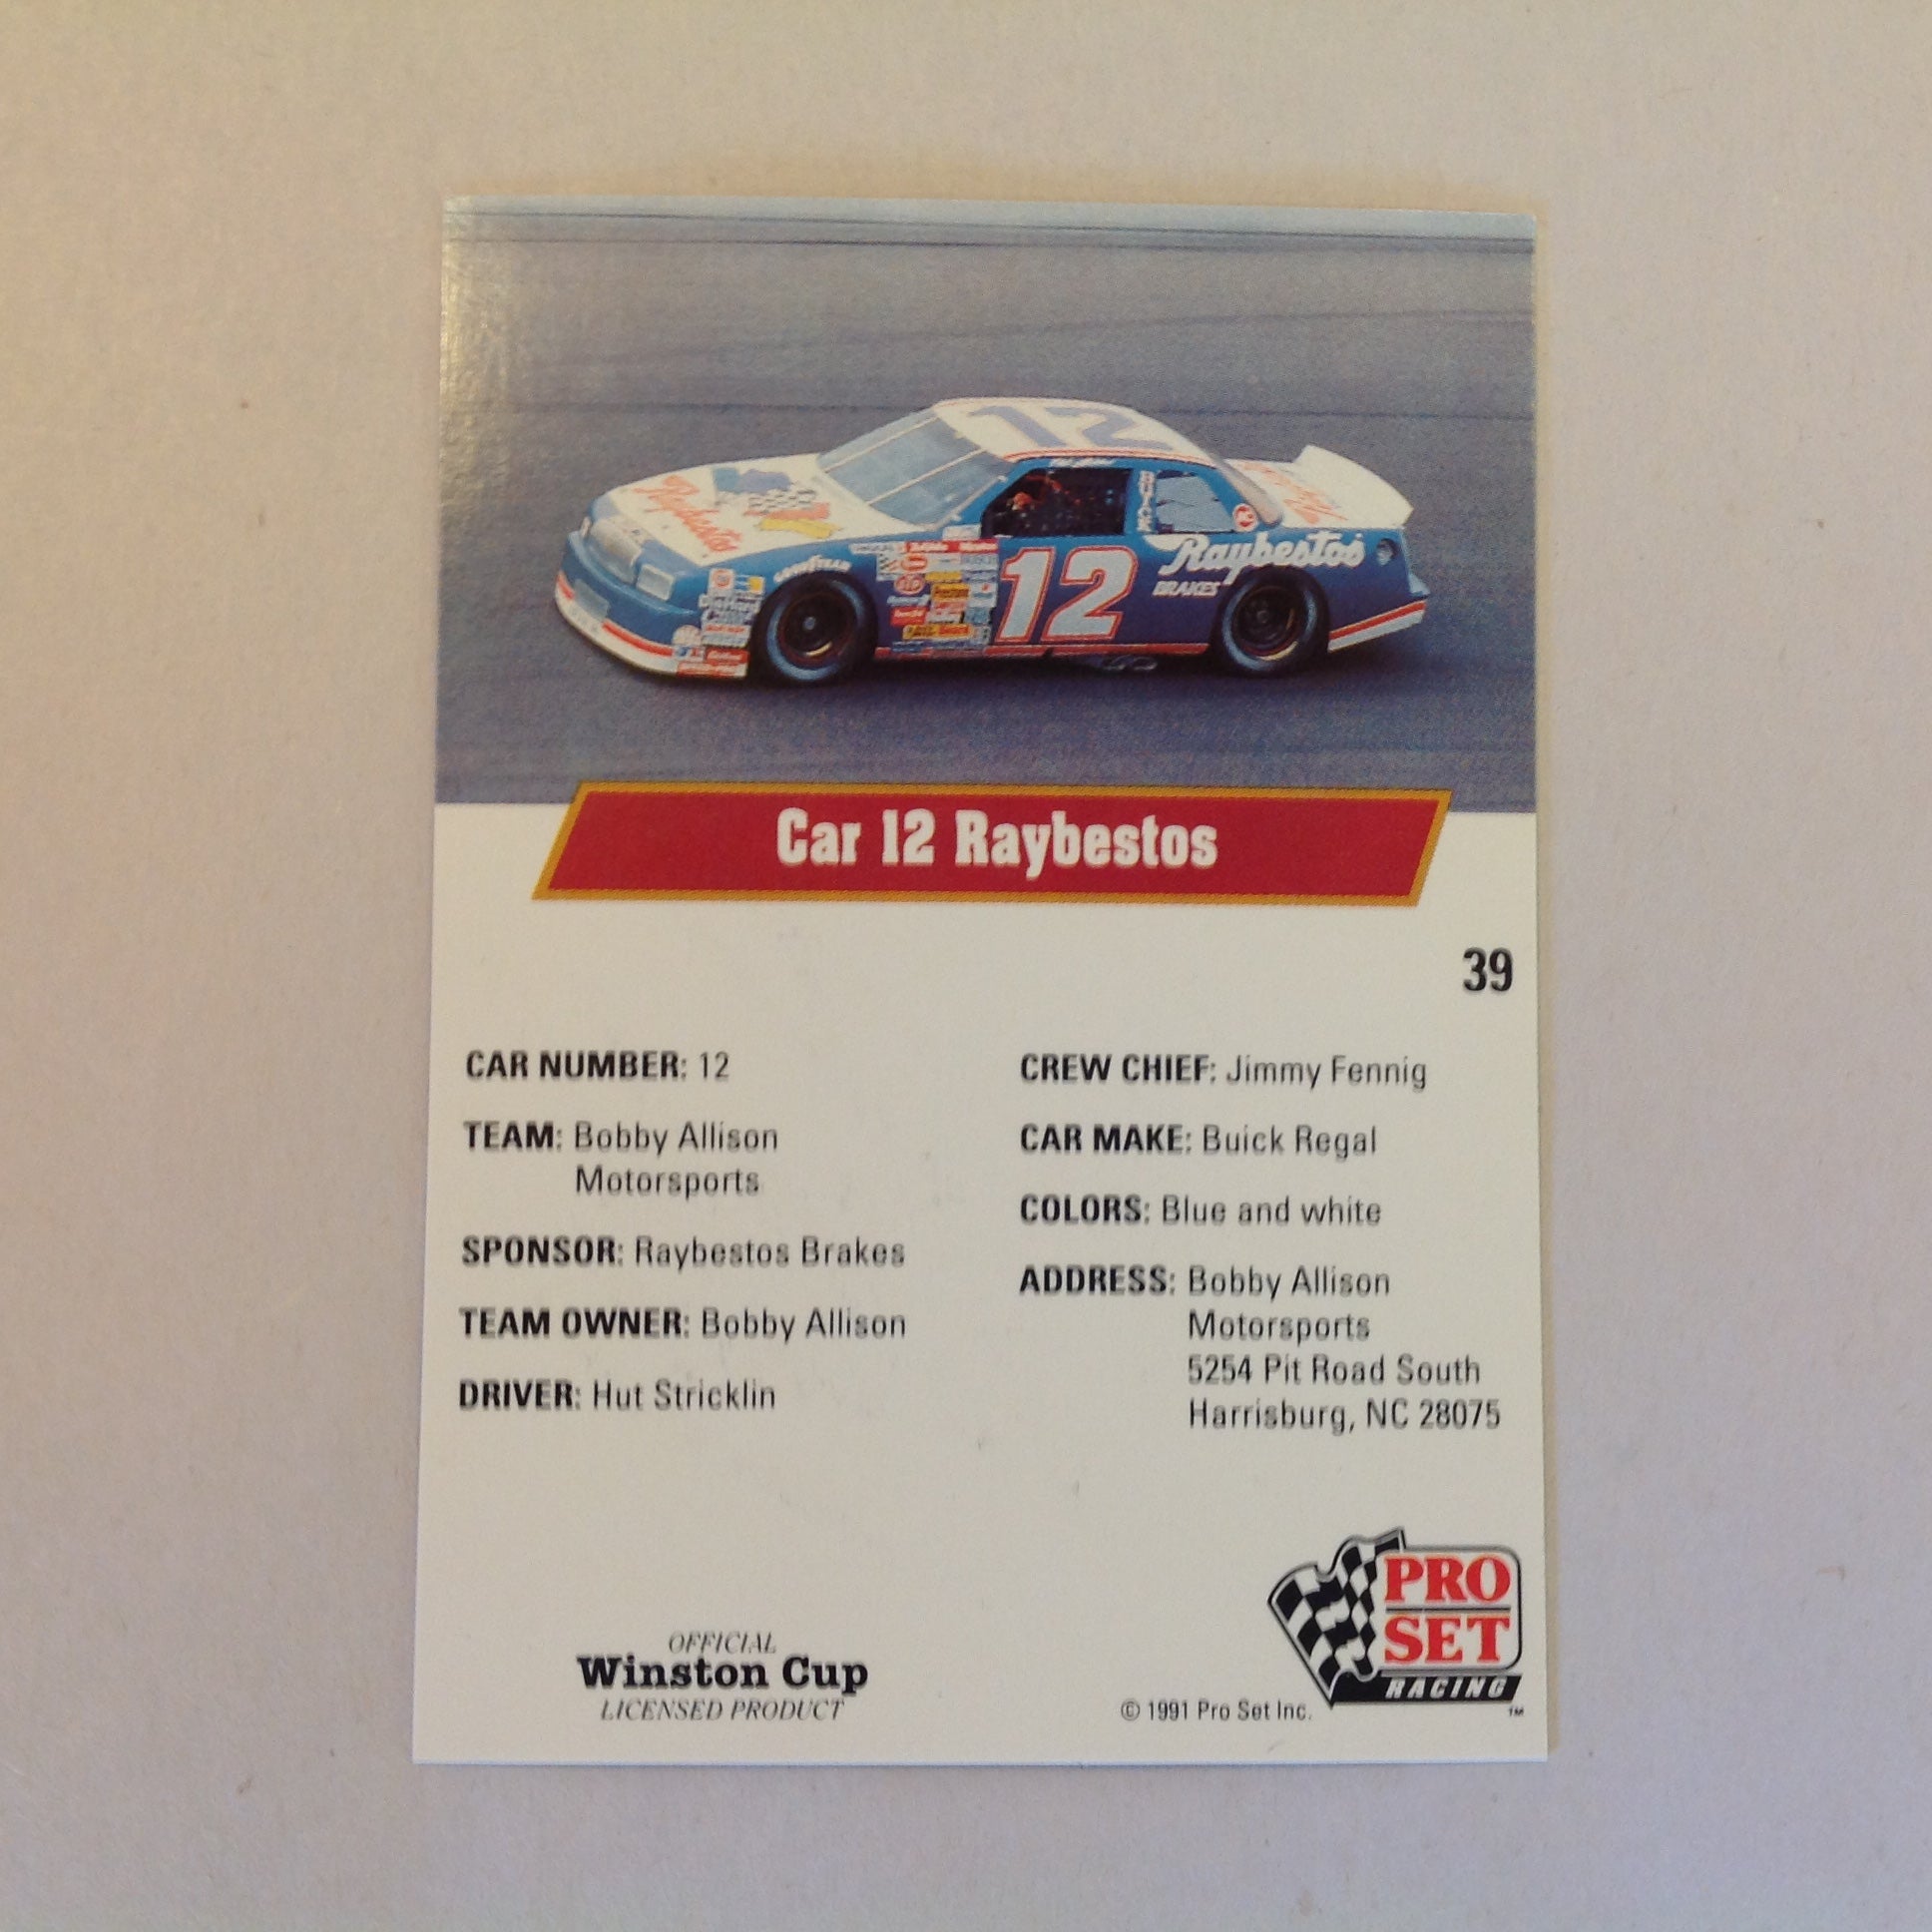 12
Raybestos
BUICK
GOODYEAR
12
Raybestos
BRAKES
Car 12 Raybestos
39
CAR NUMBER: 12
TEAM: Bobby Allison
Motorsports
SPONSOR: Raybestos Brakes
TEAM OWNER: Bobby Allison
DRIVER: Hut Stricklin
CREW CHIEF: Jimmy Fennig
CAR MAKE: Buick Regal
COLORS: Blue and white
ADDRESS: Bobby Allison
Motorsports
5254 Pit Road South
Harrisburg, NC 28075
OFFICIAL
Winston Cup
LICENSED PRODUCT
© 1991 Pro Set Inc.
PRO
SET
RACING
TM